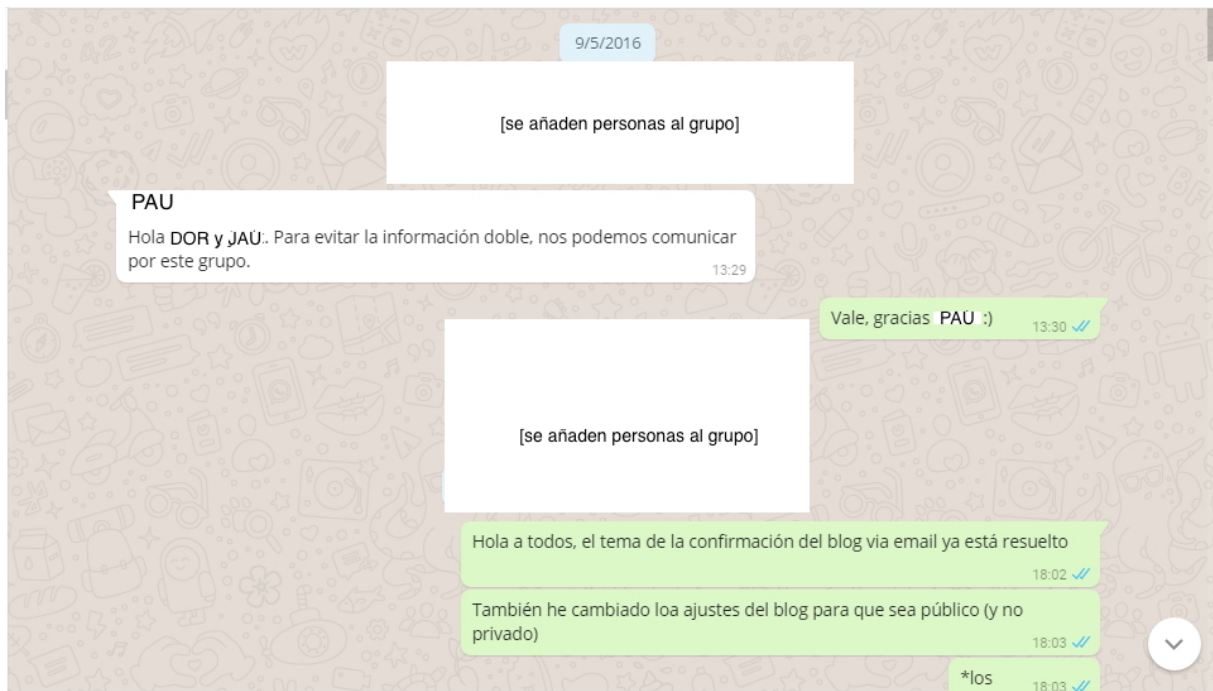 9/5/2016
[se añaden personas al grupo]
PAU
Hola DOR y JAU:. Para evitar la información doble, nos podemos comunicar
por este grupo.
13:29
Vale, gracias PAU :)
13:30
[se añaden personas al grupo]
Hola a todos, el tema de la confirmación del blog via email ya está resuelto
18:02
También he cambiado loa ajustes del blog para que sea público (y no
privado)
18:03
*los
18:03